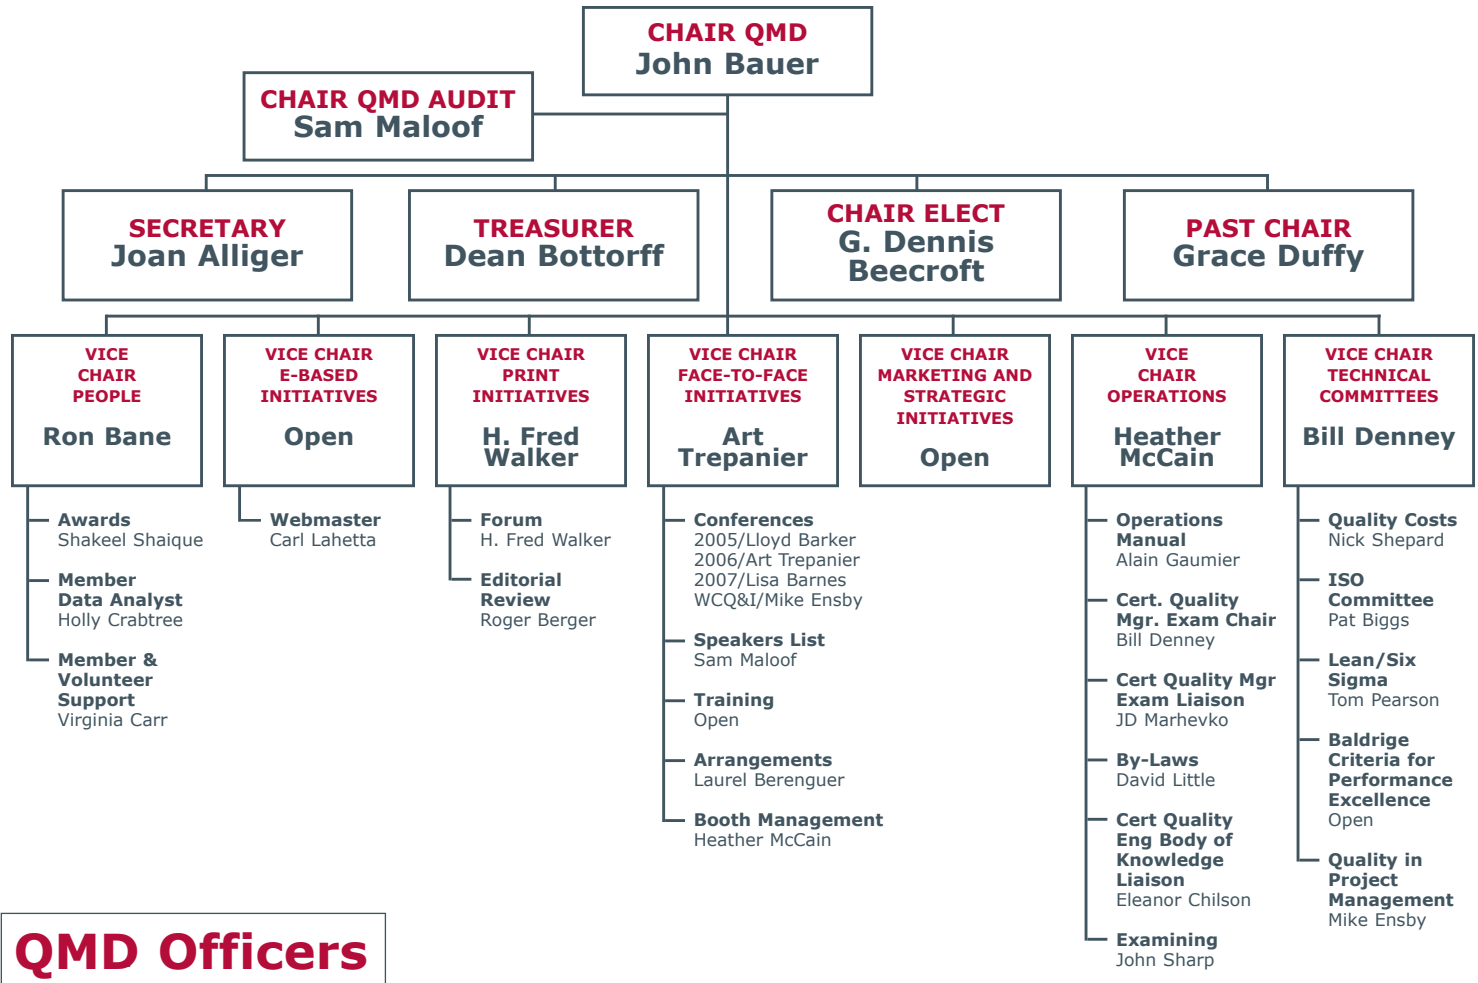 CHAIR QMD
John Bauer
CHAIR QMD AUDIT
Sam Maloof
SECRETARY
Joan Alliger
TREASURER
Dean Bottorff
CHAIR ELECT
G. Dennis
Beecroft
PAST CHAIR
Grace Duffy
VICE
CHAIR
PEOPLE
Ron Bane
Awards
Shakeel Shaique
Member
Data Analyst
Holly Crabtree
Member &
Volunteer
Support
Virginia Carr
VICE CHAIR
E-BASED
INITIATIVES
Open
Webmaster
Carl Lahetta
VICE CHAIR
PRINT
INITIATIVES
H. Fred
Walker
Forum
H. Fred Walker
Editorial
Review
Roger Berger
VICE CHAIR
FACE-TO-FACE
INITIATIVES
Art
Trepanier
Conferences
2005/Lloyd Barker
2006/Art Trepanier
2007/Lisa Barnes
WCQ&I/Mike Ensby
Speakers List
Sam Maloof
Training
Open
Arrangements
Laurel Berenguer
Booth Management
Heather McCain
VICE CHAIR
MARKETING AND
STRATEGIC
INITIATIVES
Open
VICE
CHAIR
OPERATIONS
Heather
McCain
Operations
Manual
Alain Gaumier
Cert. Quality
Mgr. Exam Chair
Bill Denney
Cert Quality Mgr
Exam Liaison
JD Marhevko
By-Laws
David Little
Cert Quality
Eng Body of
Knowledge
Liaison
Eleanor Chilson
Examining
John Sharp
VICE CHAIR
TECHNICAL
COMMITTEES
Bill Denney
Quality Costs
Nick Shepard
ISO
Committee
Pat Biggs
Lean/Six
Sigma
Tom Pearson
Baldrige
Criteria for
Performance
Excellence
Open
Quality in
Project
Management
Mike Ensby
QMD Officers